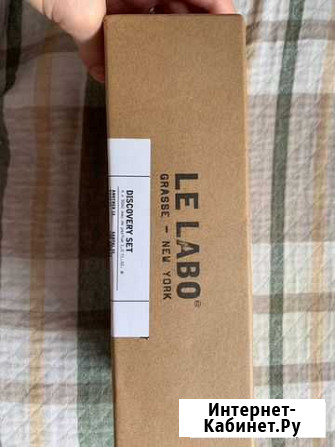 LE LABO®
GRASSE — NEW YORK
DISCOVERY SET
Интернет-
Кабинет.Ру